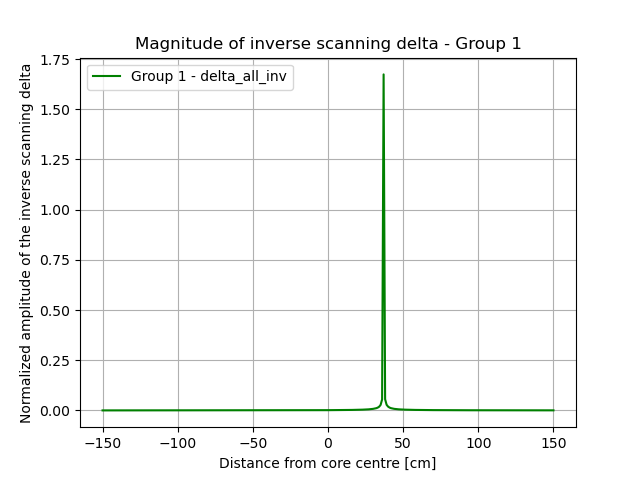 Magnitude of inverse scanning delta - Group 1
Group 1 - delta_all_inv
Normalized amplitude of the inverse scanning delta
1.75
1.50
1.25
1.00
0.75
0.50
0.25
0.00
−150 −100 −50 0 50 100 150
Distance from core centre [cm]